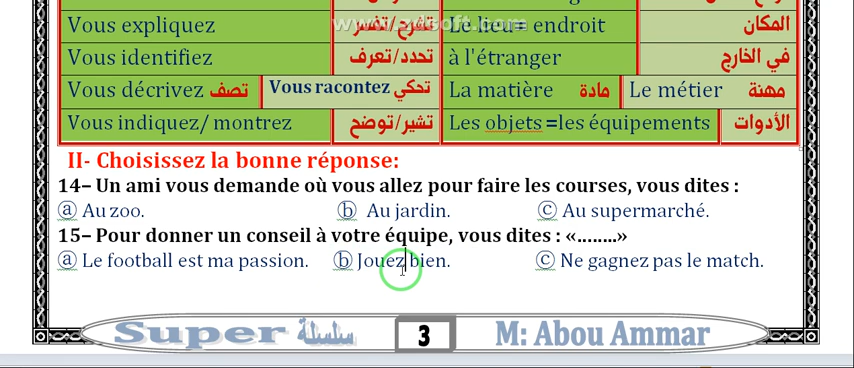 www.zdsoft.com
Vous expliquez تشرح/تفسر Le lieu= endroit المكان
Vous identifiez تحدد/تعرف à l'étranger في الخارج
Vous décrivez تصف Vous racontez تحكي La matière مادة Le métier مهنة
Vous indiquez/ montrez تشير/توضح Les objets =les équipements الأدوات
II- Choisissez la bonne réponse:
14– Un ami vous demande où vous allez pour faire les courses, vous dites :
ⓐ Au zoo. ⓑ Au jardin. ⓒ Au supermarché.
15– Pour donner un conseil à votre équipe, vous dites : «........»
ⓐ Le football est ma passion. ⓑ Jouez bien. ⓒ Ne gagnez pas le match.
Super سلسلة 3 M: Abou Ammar